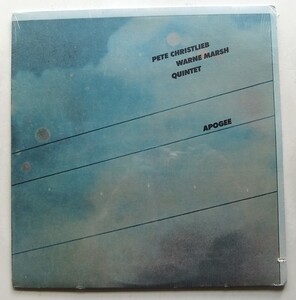 PETE CHRISTLIEB
WARNE MARSH
QUINTET
APOGEE